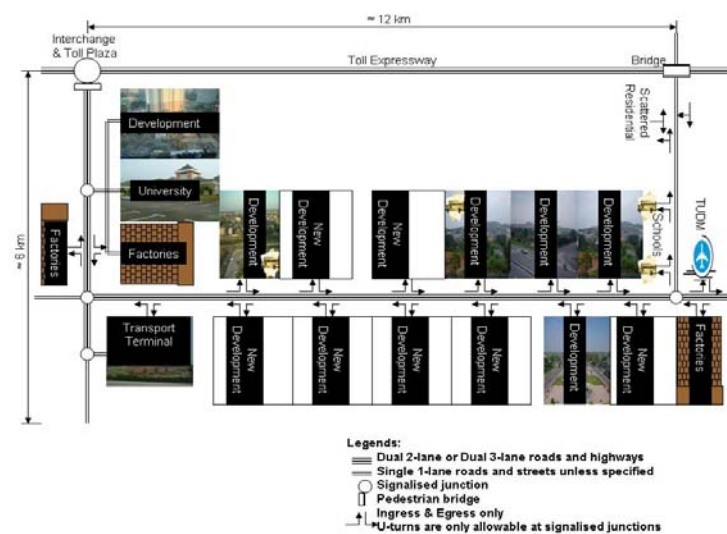 ≈ 12 km
Interchange
& Toll Plaza
Toll Expressway
Bridge
Scattered
Residential
Development
University
Factories
Factories
≈ 6 km
Development
New
Development
New
Development
Development
Development
Development
Schools
TUDM
Transport
Terminal
New
Development
New
Development
New
Development
New
Development
Development
New
Development
Factories
Legends:
Dual 2-lane or Dual 3-lane roads and highways
Single 1-lane roads and streets unless specified
Signalised junction
Pedestrian bridge
Ingress & Egress only
U-turns are only allowable at signalised junctions